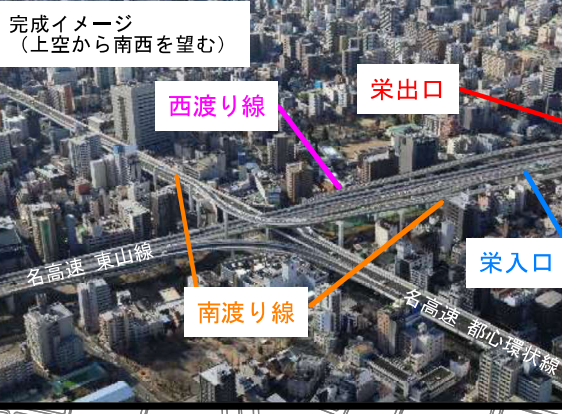 完成イメージ
（上空から南西を望む）
西渡り線
栄出口
名高速 東山線
栄入口
南渡り線
名高速 都心環状線